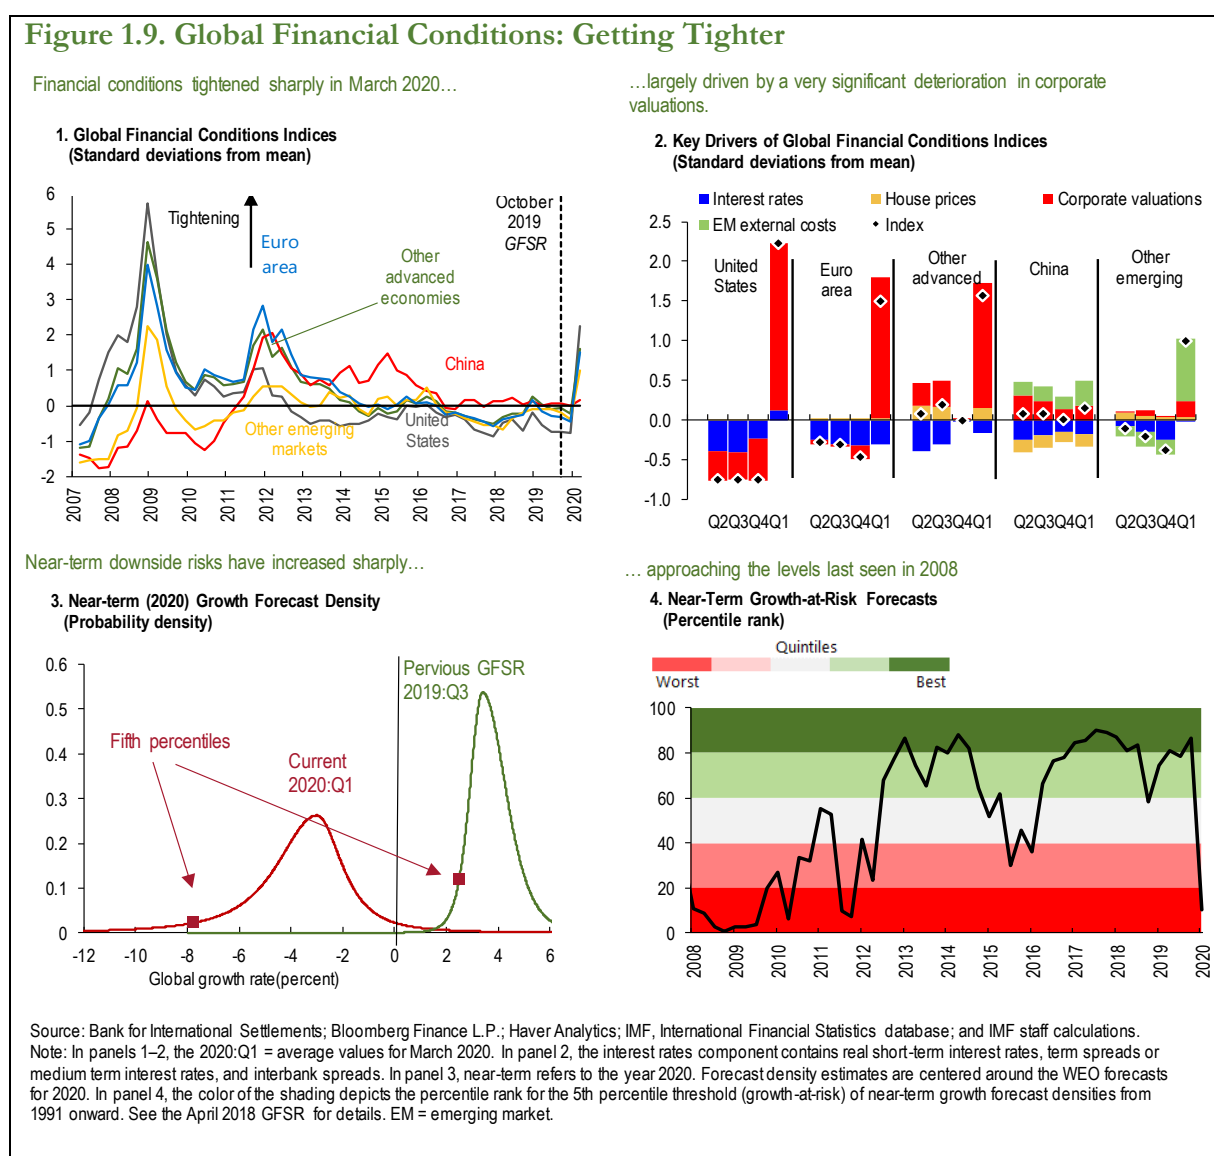 Figure 1.9. Global Financial Conditions: Getting Tighter
Financial conditions tightened sharply in March 2020…
…largely driven by a very significant deterioration in corporate
valuations.
1. Global Financial Conditions Indices
(Standard deviations from mean)
6
5
4
3
2
1
0
-1
-2
Tightening
Euro
area
Other
advanced
economies
October
2019
GFSR
China
Other emerging
markets
United
States
2007
2008
2009
2010
2011
2012
2013
2014
2015
2016
2017
2018
2019
2020
2. Key Drivers of Global Financial Conditions Indices
(Standard deviations from mean)
Interest rates
House prices
Corporate valuations
EM external costs
Index
2.5
2.0
1.5
1.0
0.5
0.0
-0.5
-1.0
United
States
Euro
area
Other
advanced
China
Other
emerging
Q2Q3Q4Q1 Q2Q3Q4Q1 Q2Q3Q4Q1 Q2Q3Q4Q1 Q2Q3Q4Q1
Near-term downside risks have increased sharply…
… approaching the levels last seen in 2008
3. Near-term (2020) Growth Forecast Density
(Probability density)
0.6
0.5
0.4
0.3
0.2
0.1
0
Pervious GFSR
2019:Q3
Fifth percentiles
Current
2020:Q1
-12 -10 -8 -6 -4 -2 0 2 4 6
Global growth rate(percent)
4. Near-Term Growth-at-Risk Forecasts
(Percentile rank)
Quintiles
Worst
Best
100
80
60
40
20
0
2008
2009
2010
2011
2012
2013
2014
2015
2016
2017
2018
2019
2020
Source: Bank for International Settlements; Bloomberg Finance L.P.; Haver Analytics; IMF, International Financial Statistics database; and IMF staff calculations.
Note: In panels 1–2, the 2020:Q1 = average values for March 2020. In panel 2, the interest rates component contains real short-term interest rates, term spreads or
medium term interest rates, and interbank spreads. In panel 3, near-term refers to the year 2020. Forecast density estimates are centered around the WEO forecasts
for 2020. In panel 4, the color of the shading depicts the percentile rank for the 5th percentile threshold (growth-at-risk) of near-term growth forecast densities from
1991 onward. See the April 2018 GFSR for details. EM = emerging market.